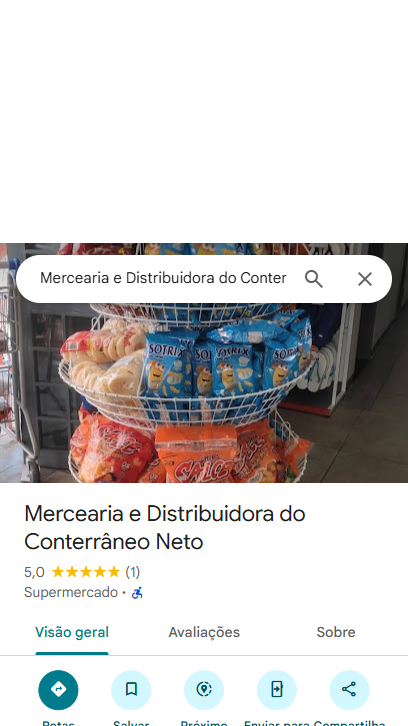 Mercearia e Distribuidora do Conter
SOTRIX
SOTRIX
Mercearia e Distribuidora do
Conterrâneo Neto
5,0 (1)
Supermercado ·
Visão geral Avaliações Sobre
Rotas Salvar Próximo Enviar para Compartilha